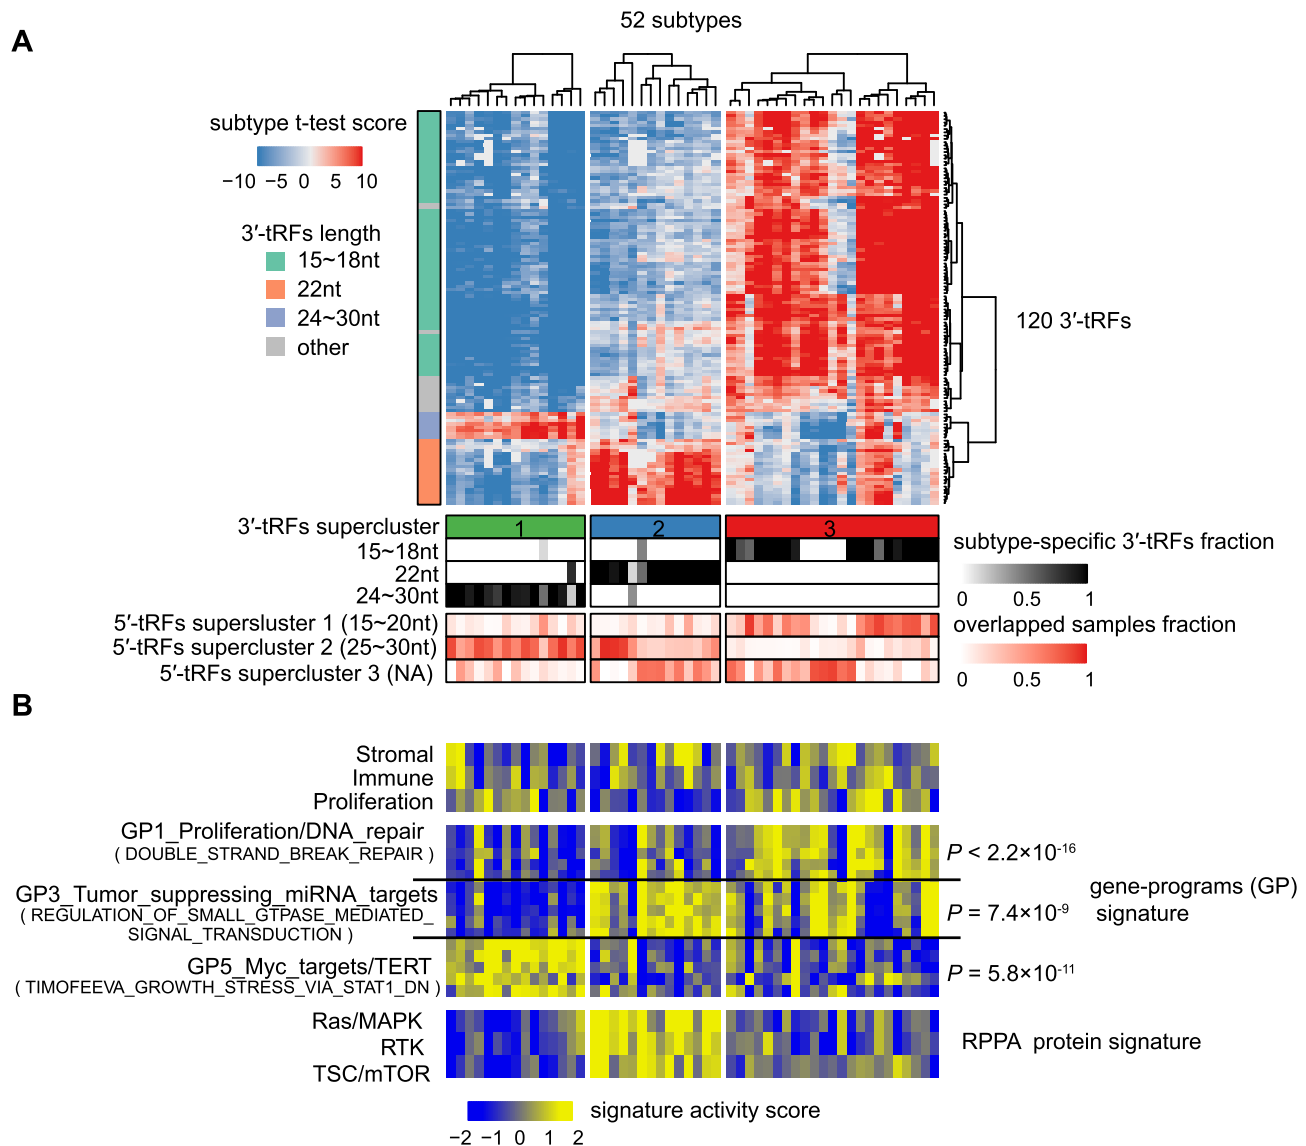 52 subtypes
A
subtype t-test score
−10 −5 0 5 10
3′-tRFs length
15~18nt
22nt
24~30nt
other
120 3′-tRFs
3′-tRFs supercluster
1 2 3
15~18nt
22nt
24~30nt
subtype-specific 3′-tRFs fraction
0 0.5 1
5′-tRFs supersluster 1 (15~20nt)
5′-tRFs supercluster 2 (25~30nt)
5′-tRFs supercluster 3 (NA)
overlapped samples fraction
0 0.5 1
B
Stromal
Immune
Proliferation
GP1_Proliferation/DNA_repair
( DOUBLE_STRAND_BREAK_REPAIR )
P < 2.2×10-16
GP3_Tumor_suppressing_miRNA_targets
( REGULATION_OF_SMALL_GTPASE_MEDIATED_
SIGNAL_TRANSDUCTION )
P = 7.4×10-9
gene-programs (GP)
signature
GP5_Myc_targets/TERT
( TIMOFEEVA_GROWTH_STRESS_VIA_STAT1_DN )
P = 5.8×10-11
Ras/MAPK
RTK
TSC/mTOR
RPPA protein signature
signature activity score
−2 −1 0 1 2